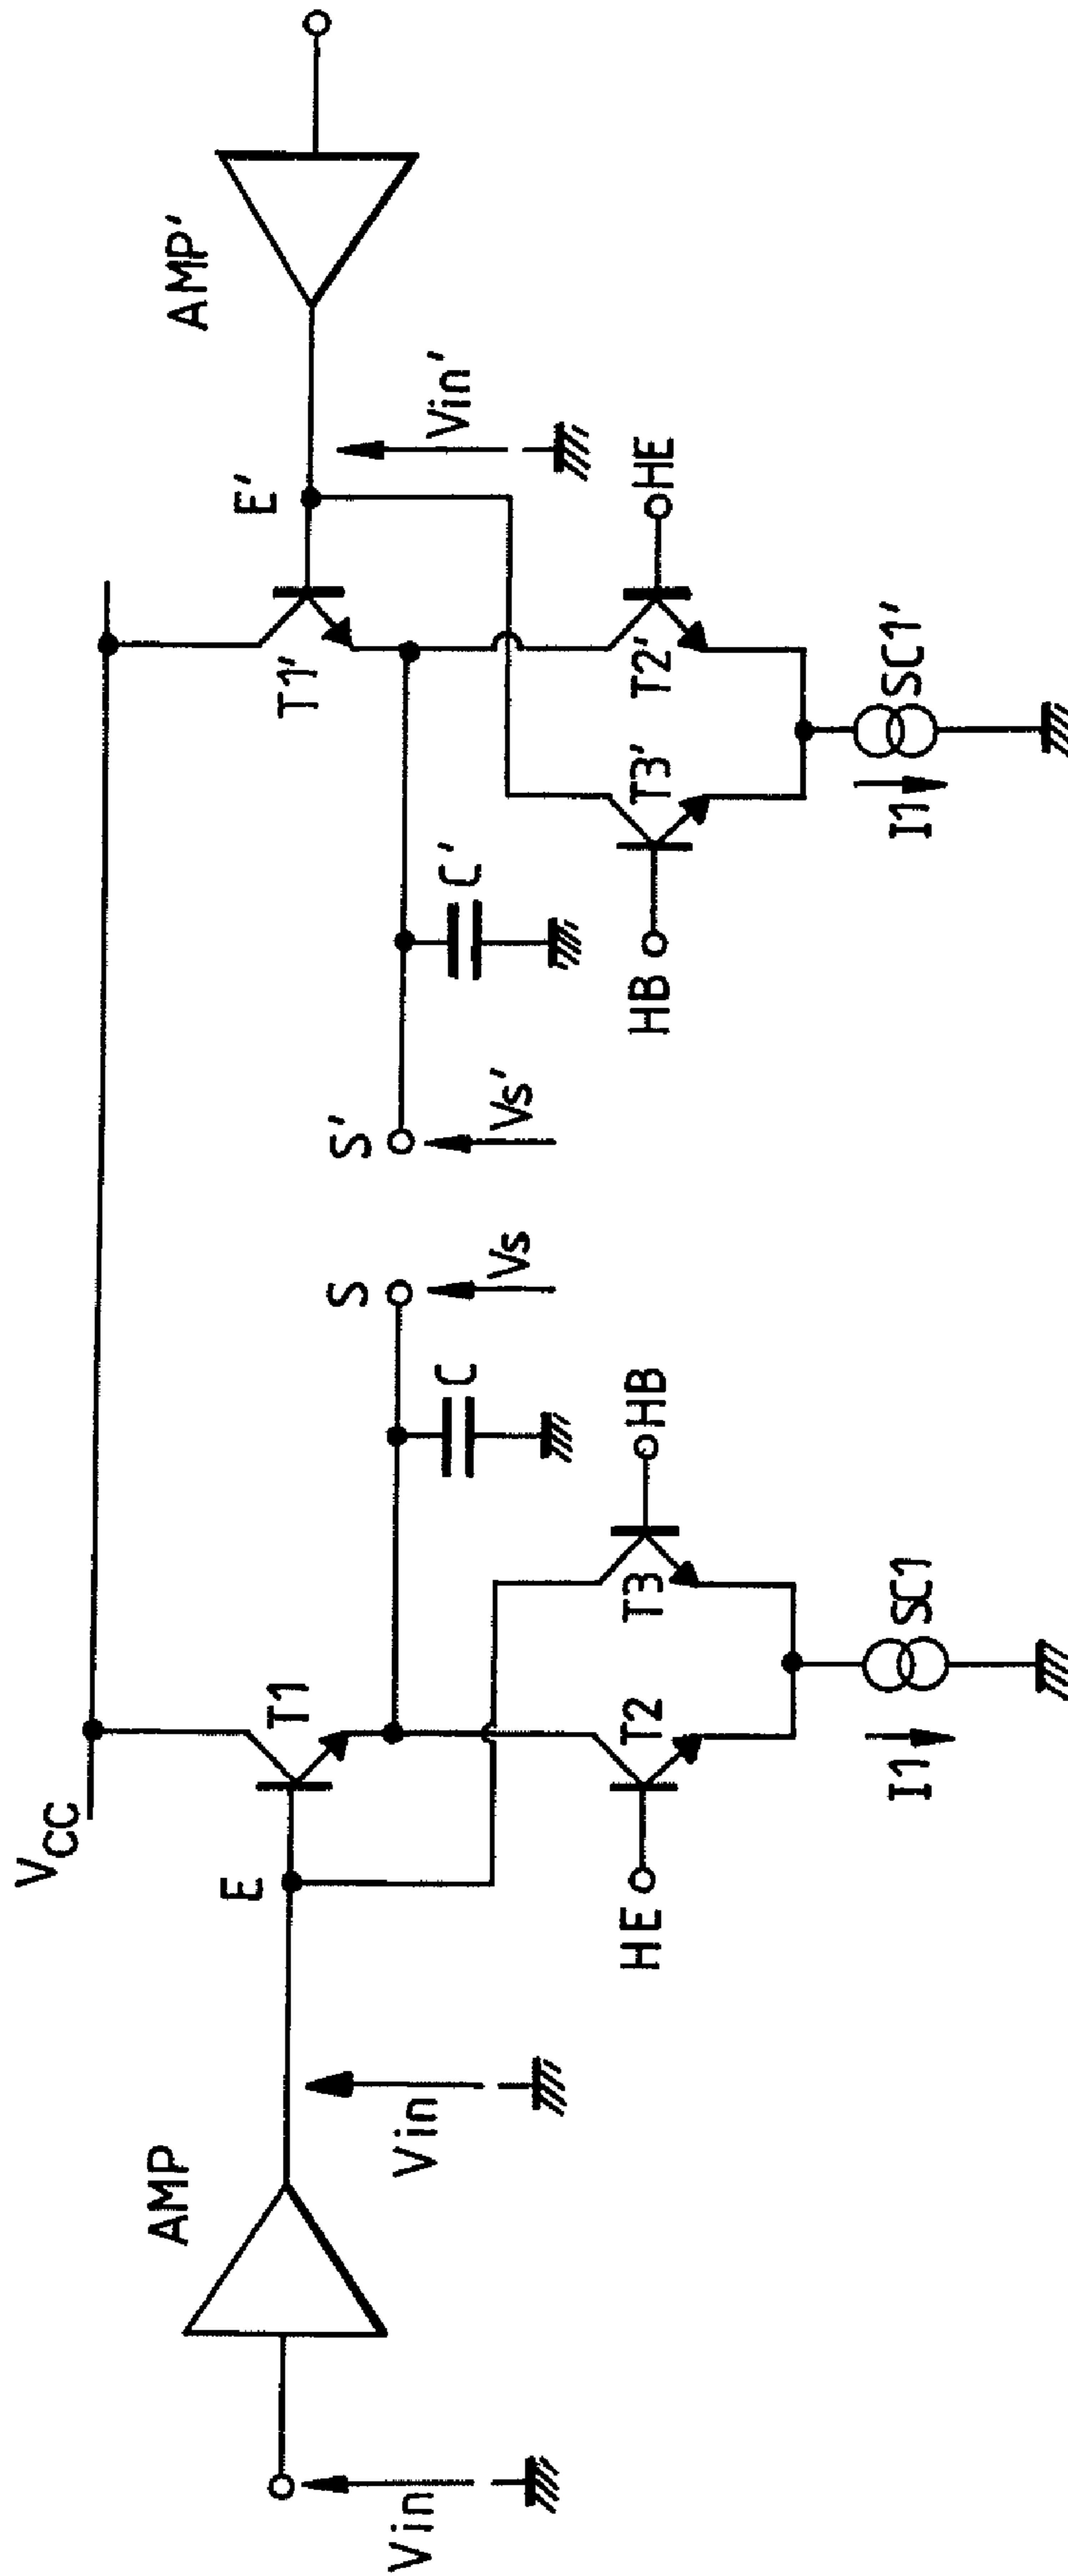 VCC
AMP
AMP'
E
T1
T1'
E'
Vin
Vin
Vin'
S
S'
C
C'
Vs
Vs'
HE
T2
T3
HB
HB
T3'
T2'
HE
I1
SC1
I1
SC1'